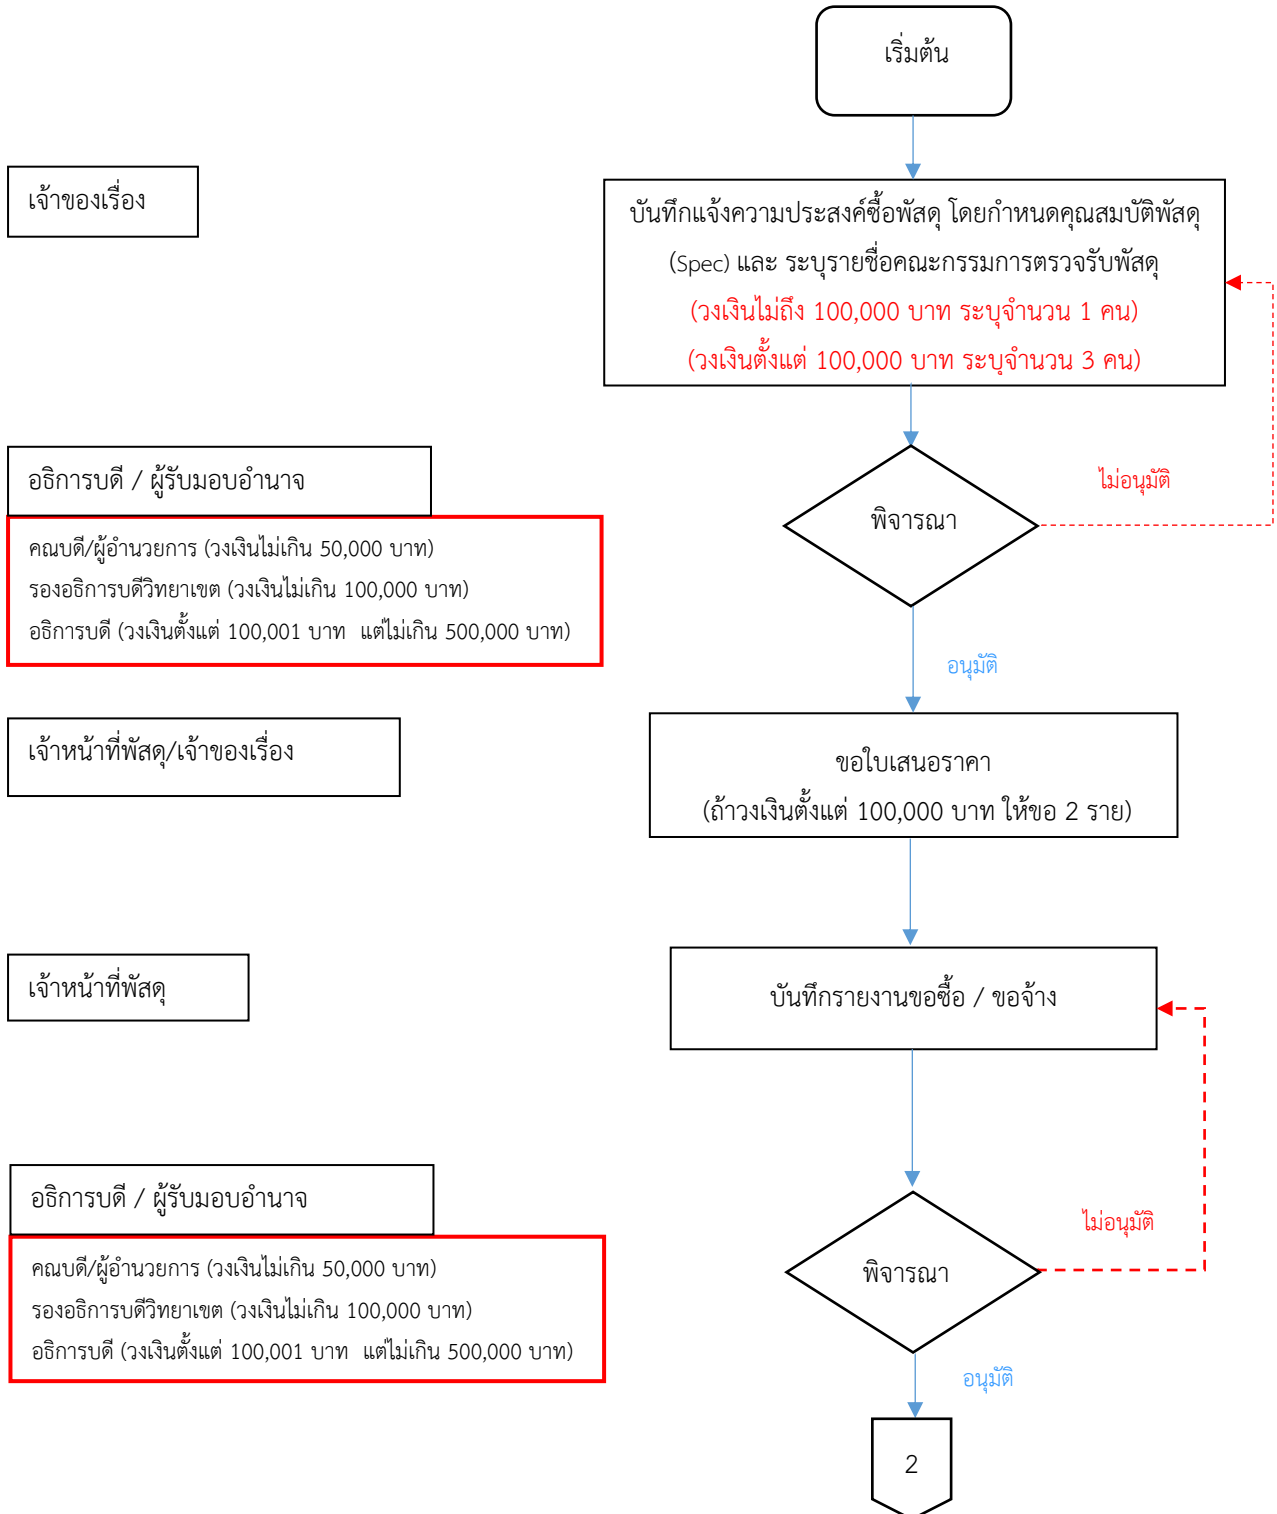 เริ่มต้น
เจ้าของเรื่อง
บันทึกแจ้งความประสงค์ซื้อพัสดุ โดยกำหนดคุณสมบัติพัสดุ
(Spec) และ ระบุรายชื่อคณะกรรมการตรวจรับพัสดุ
(วงเงินไม่ถึง 100,000 บาท ระบุจำนวน 1 คน)
(วงเงินตั้งแต่ 100,000 บาท ระบุจำนวน 3 คน)
อธิการบดี / ผู้รับมอบอำนาจ
คณบดี/ผู้อำนวยการ (วงเงินไม่เกิน 50,000 บาท)
รองอธิการบดีวิทยาเขต (วงเงินไม่เกิน 100,000 บาท)
อธิการบดี (วงเงินตั้งแต่ 100,001 บาท แต่ไม่เกิน 500,000 บาท)
พิจารณา
ไม่อนุมัติ
อนุมัติ
เจ้าหน้าที่พัสดุ/เจ้าของเรื่อง
ขอใบเสนอราคา
(ถ้าวงเงินตั้งแต่ 100,000 บาท ให้ขอ 2 ราย)
เจ้าหน้าที่พัสดุ
บันทึกรายงานขอซื้อ / ขอจ้าง
อธิการบดี / ผู้รับมอบอำนาจ
คณบดี/ผู้อำนวยการ (วงเงินไม่เกิน 50,000 บาท)
รองอธิการบดีวิทยาเขต (วงเงินไม่เกิน 100,000 บาท)
อธิการบดี (วงเงินตั้งแต่ 100,001 บาท แต่ไม่เกิน 500,000 บาท)
พิจารณา
ไม่อนุมัติ
อนุมัติ
2